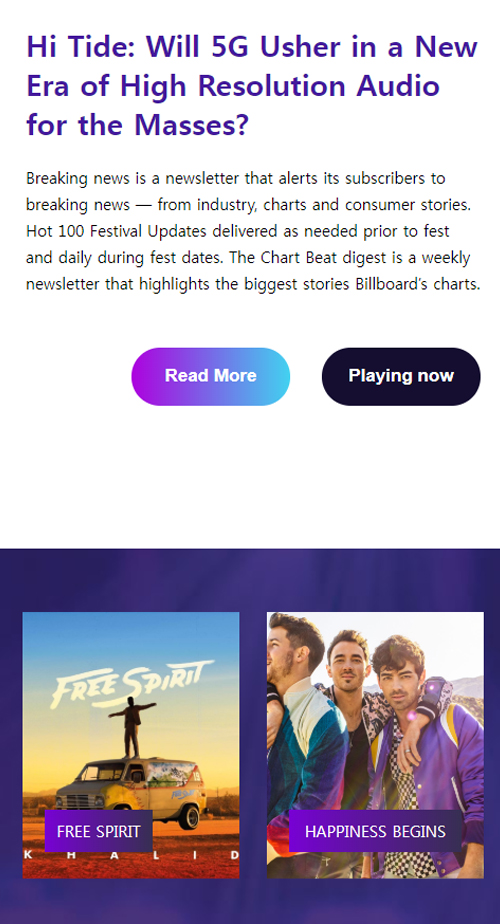 Hi Tide: Will 5G Usher in a New
Era of High Resolution Audio
for the Masses?
Breaking news is a newsletter that alerts its subscribers to
breaking news — from industry, charts and consumer stories.
Hot 100 Festival Updates delivered as needed prior to fest
and daily during fest dates. The Chart Beat digest is a weekly
newsletter that highlights the biggest stories Billboard's charts.
Read More
Playing now
FREE SPIRIT
FREE SPIRIT
KHALID
HAPPINESS BEGINS